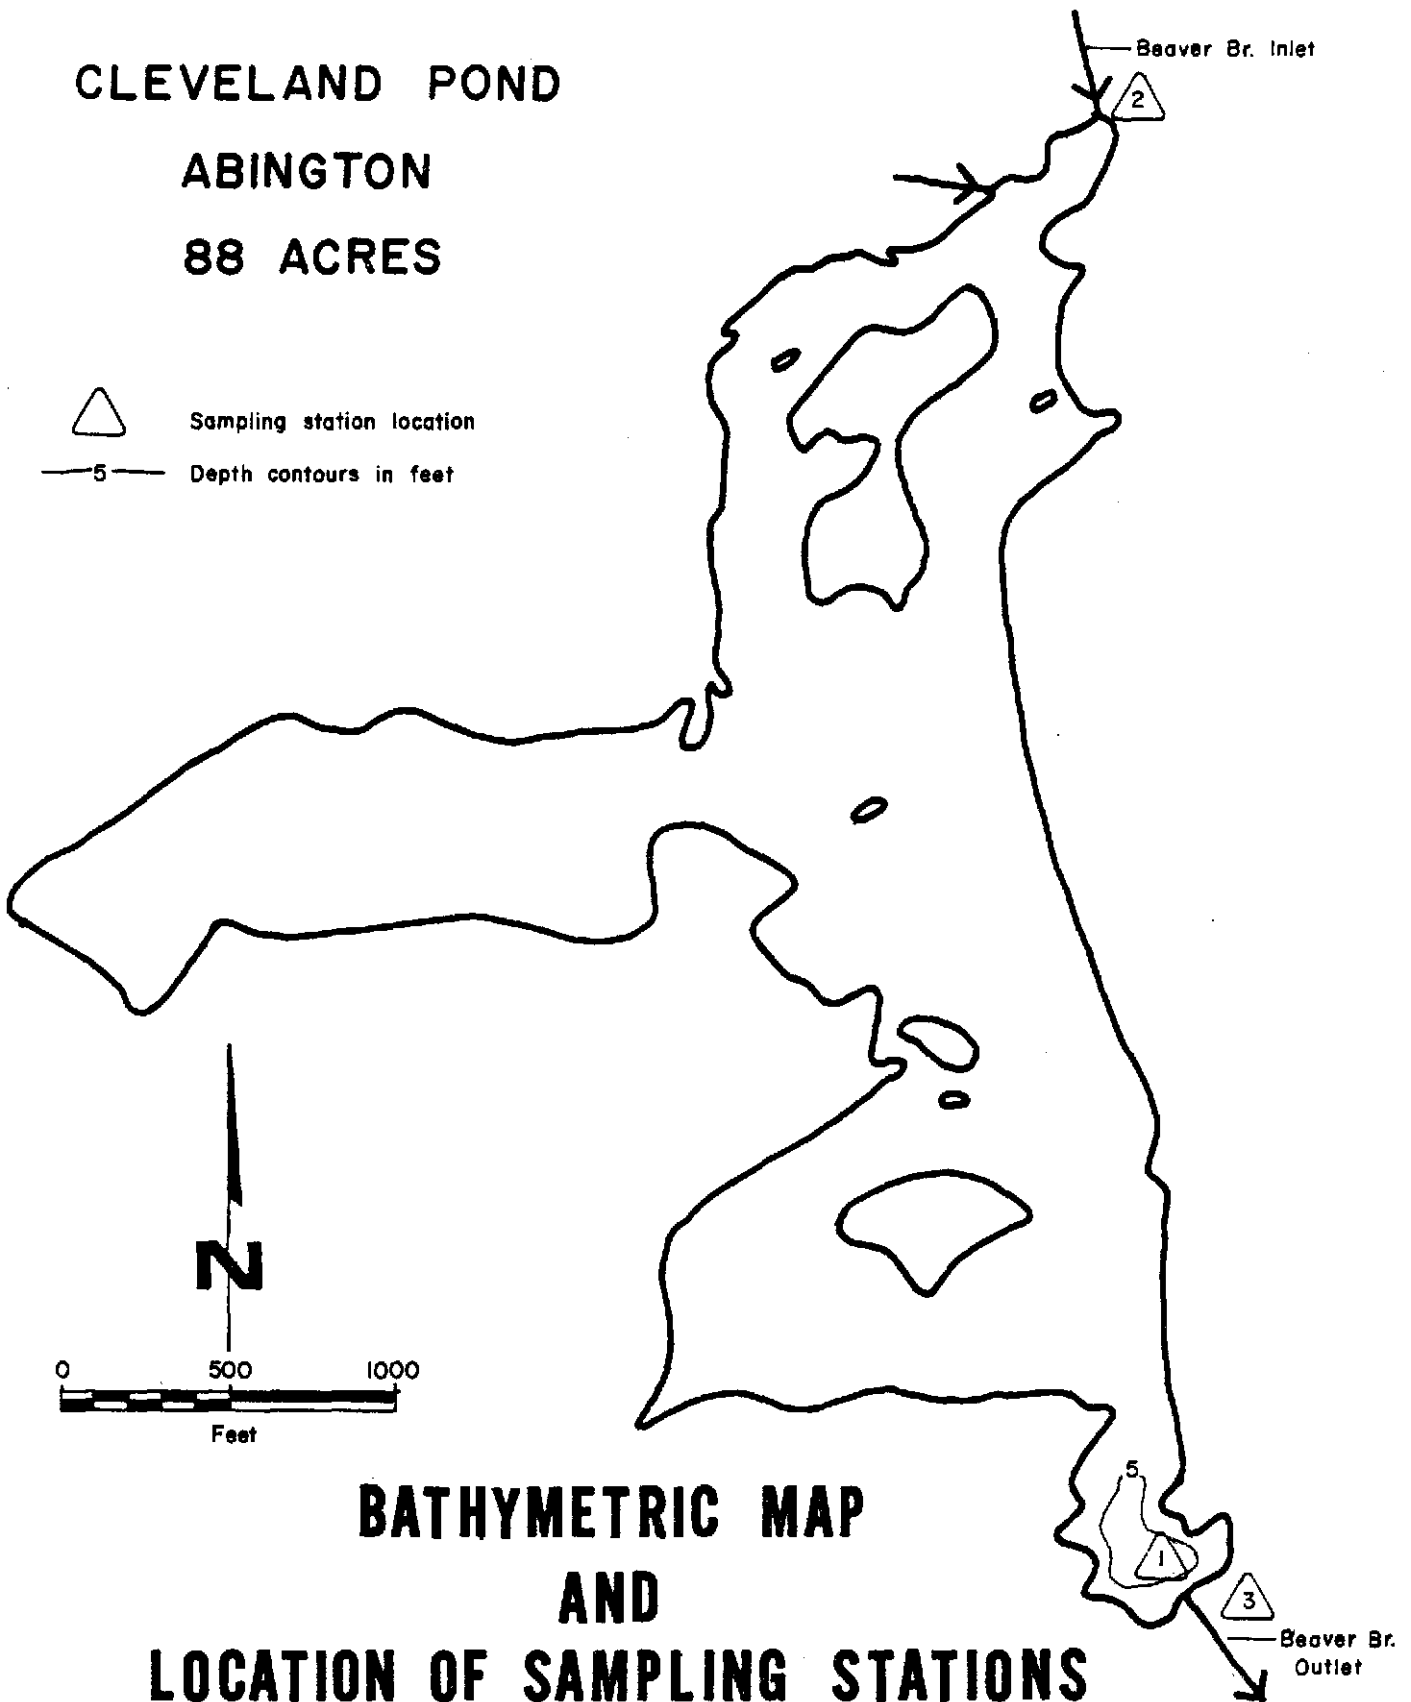 CLEVELAND POND
ABINGTON
88 ACRES
Beaver Br. Inlet
2
Sampling station location
5 Depth contours in feet
N
0 500 1000
Feet
5
1
3
Beaver Br.
Outlet
BATHYMETRIC MAP
AND
LOCATION OF SAMPLING STATIONS